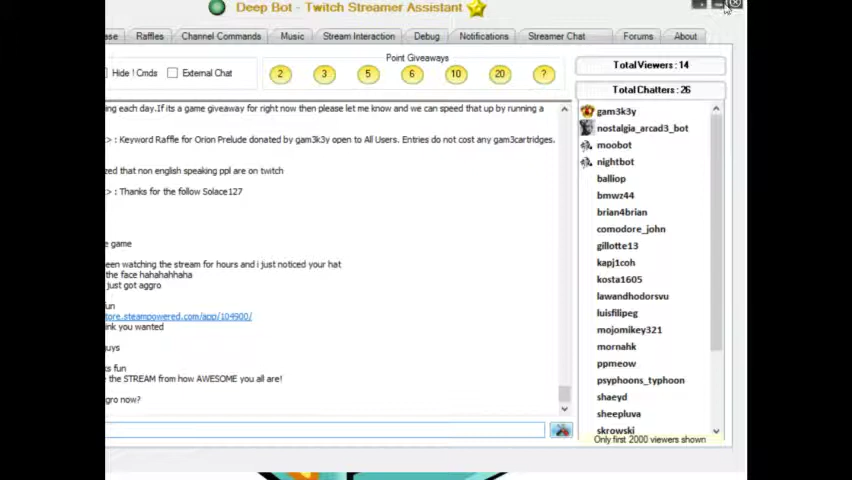 Deep Bot - Twitch Streamer Assistant
ase Raffles Channel Commands Music Stream Interaction Debug Notifications Streamer Chat Forums About
Point Giveaways
Hide ! Cmds External Chat 2 3 5 6 10 20 ?
Total Viewers : 14
Total Chatters : 26
ing each day.If its a game giveaway for right now then please let me know and we can speed that up by running a
> : Keyword Raffle for Orion Prelude donated by gam3k3y open to All Users. Entries do not cost any gam3cartridges.
zed that non english speaking ppl are on twitch
> : Thanks for the follow Solace127
e game
een watching the stream for hours and i just noticed your hat
the face hahahahhaha
just got aggro
un
tore.steampowered.com/app/104900/
ink you wanted
guys
ks fun
e the STREAM from how AWESOME you all are!
gro now?
gam3k3y
nostalgia_arcad3_bot
moobot
nightbot
balliop
bmwz44
brian4brian
comodore_john
gillotte13
kapj1coh
kosta1605
lawandhodorsvu
luisfilipeg
mojomikey321
mornahk
ppmeow
psyphoons_typhoon
shaeyd
sheepluva
skrowski
Only first 2000 viewers shown